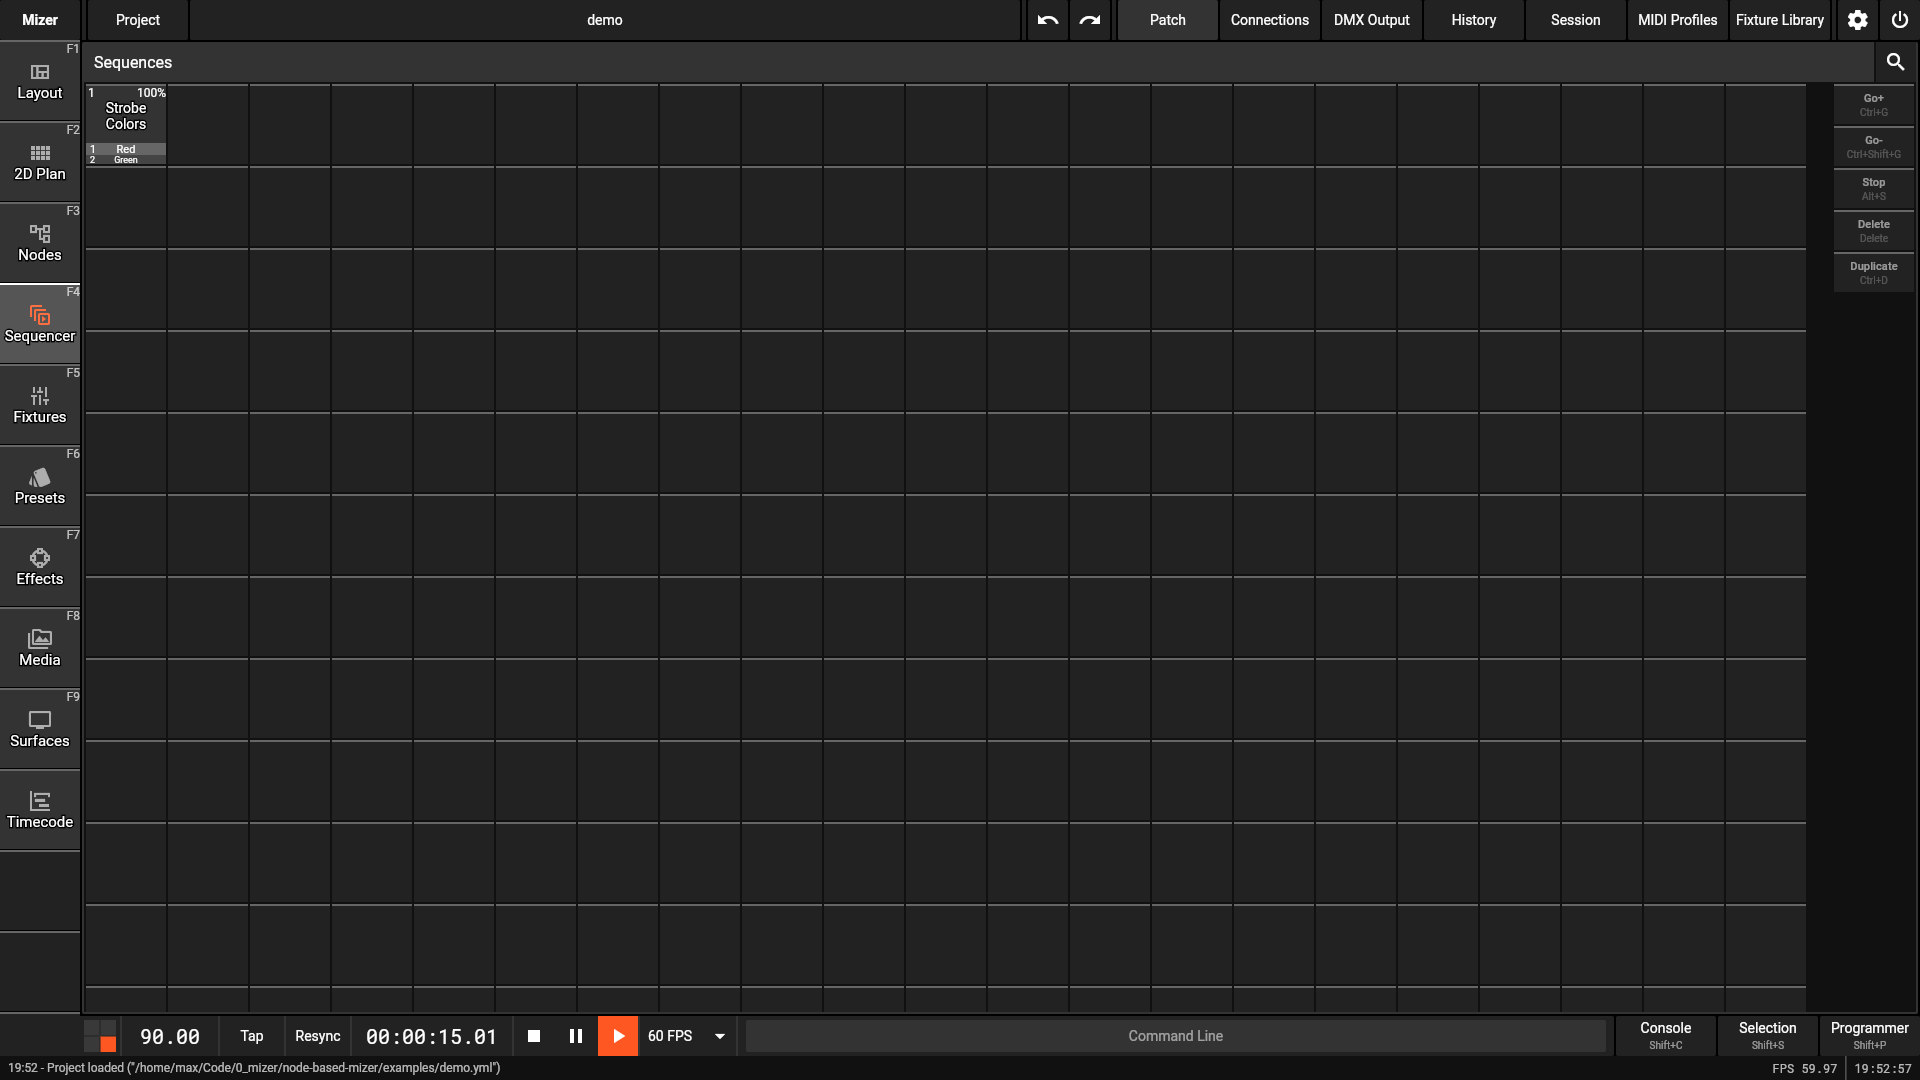 Mizer Project demo Patch Connections DMX Output History Session MIDI Profiles Fixture Library
F1
Layout
F2
2D Plan
F3
Nodes
F4
Sequencer
F5
Fixtures
F6
Presets
F7
Effects
F8
Media
F9
Surfaces
Timecode
Sequences
1 100%
Strobe
Colors
1 Red
2 Green
Go+
Ctrl+G
Go-
Ctrl+Shift+G
Stop
Alt+S
Delete
Delete
Duplicate
Ctrl+D
90.00 Tap Resync 00:00:15.01 60 FPS Command Line
Console
Shift+C
Selection
Shift+S
Programmer
Shift+P
19:52 - Project loaded ("/home/max/Code/0_mizer/node-based-mizer/examples/demo.yml") FPS 59.97 19:52:57